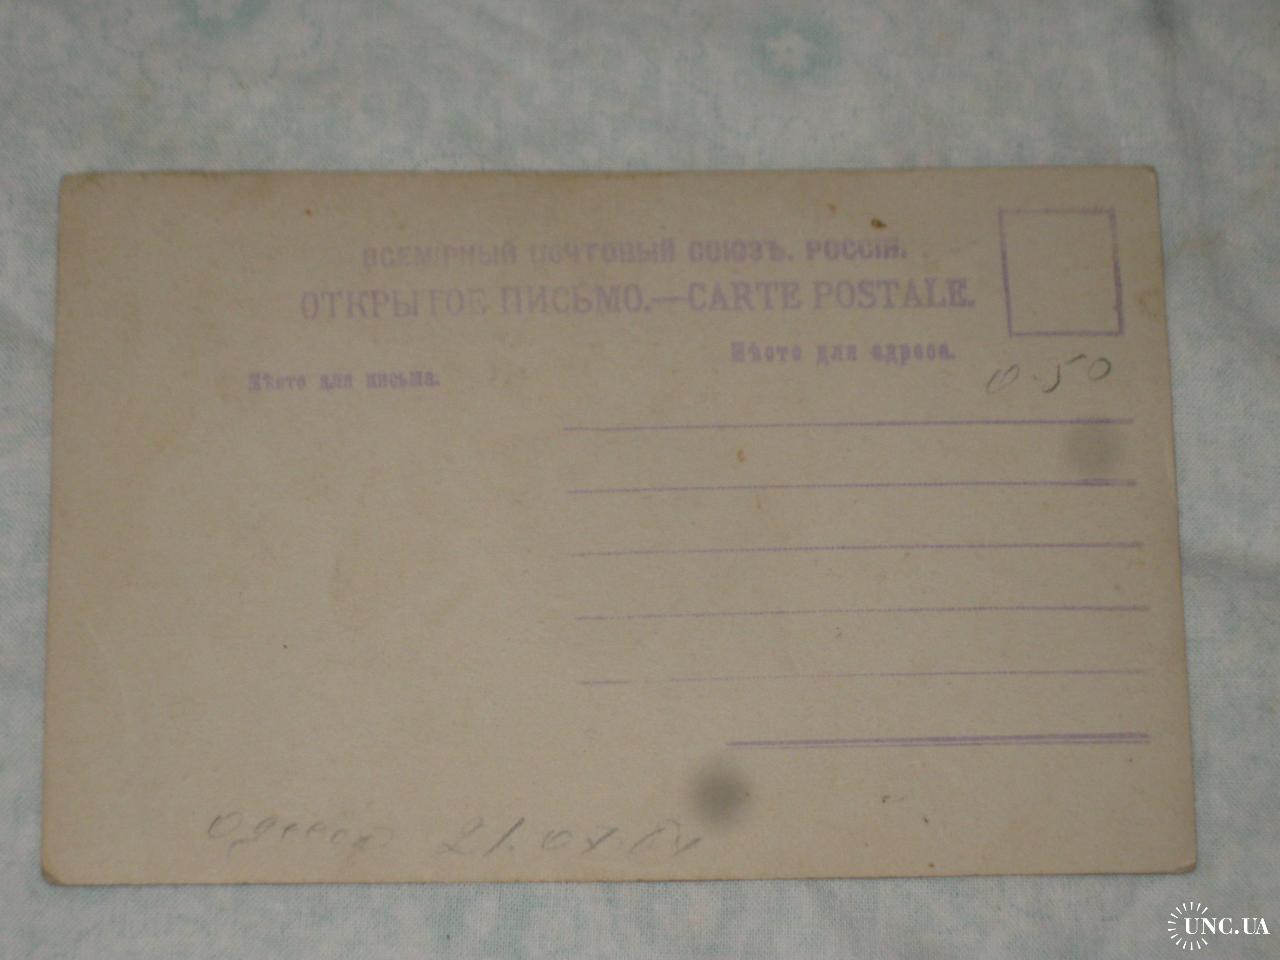 ВСЕМІРНЫЙ ПОЧТОВЫЙ СОЮЗЪ. РОССІЯ.
ОТКРЫТОЕ ПИСЬМО.—CARTE POSTALE.
Мѣсто для адреса.
Мѣсто для письма.
0-50
Одесса 21.07.
UNC.UA